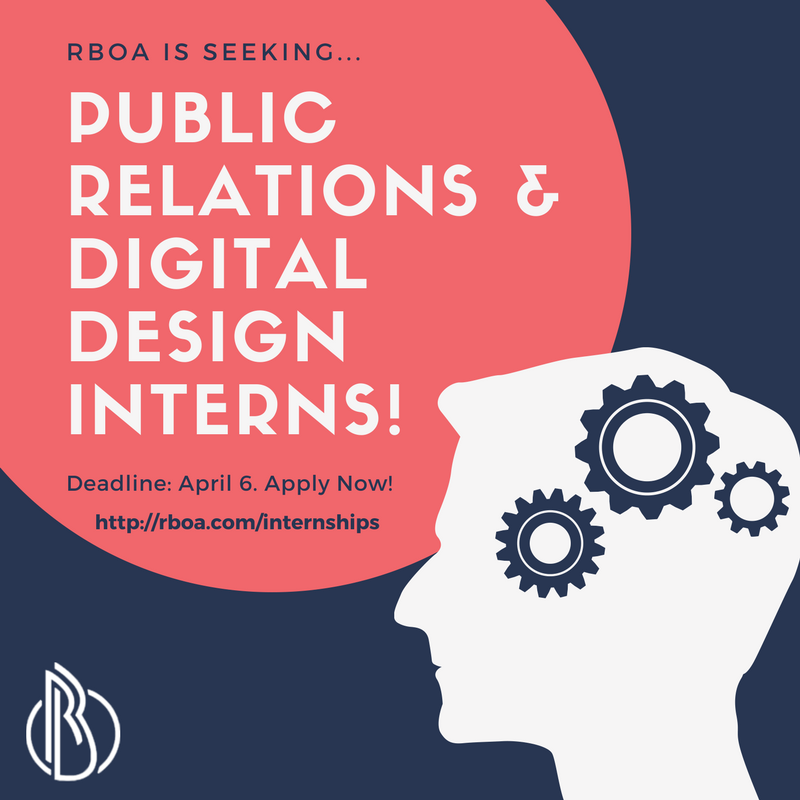 RBOA IS SEEKING...
PUBLIC
RELATIONS &
DIGITAL
DESIGN
INTERNS!
Deadline: April 6. Apply Now!
http://rboa.com/internships